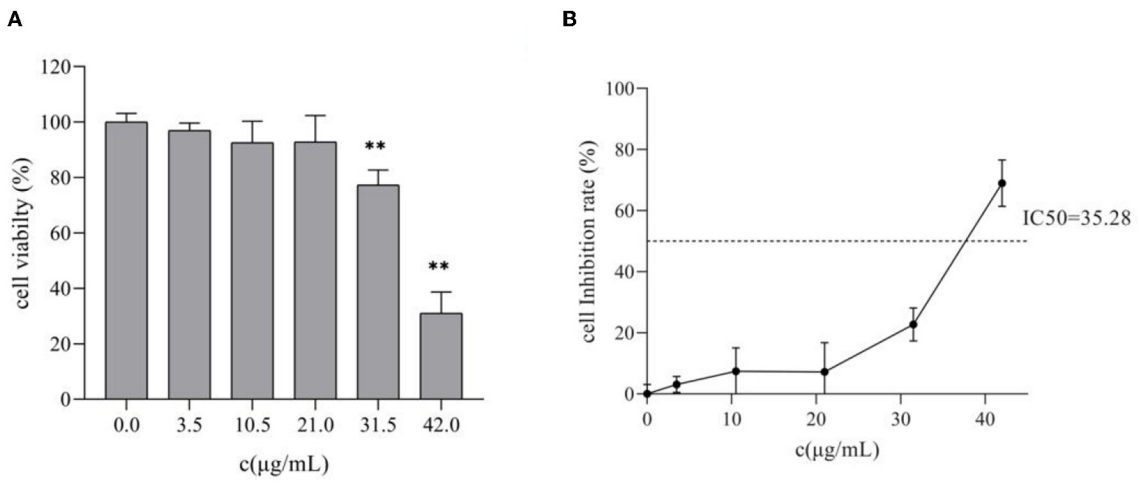 A
cell viabilty (%)
120
100
80
60
40
20
0
** **
0.0 3.5 10.5 21.0 31.5 42.0
c(μg/mL)
B
cell Inhibition rate (%)
100
80
60
40
20
0
IC50=35.28
0 10 20 30 40
c(μg/mL)